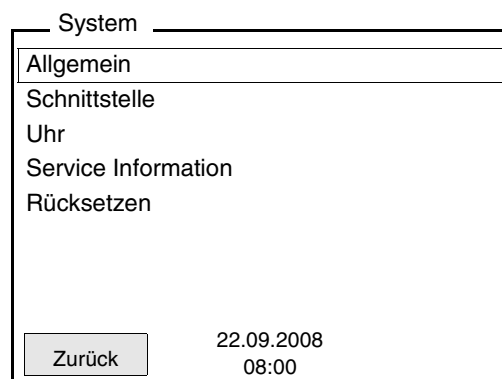 System
Allgemein
Schnittstelle
Uhr
Service Information
Rücksetzen
22.09.2008
Zurück
08:00